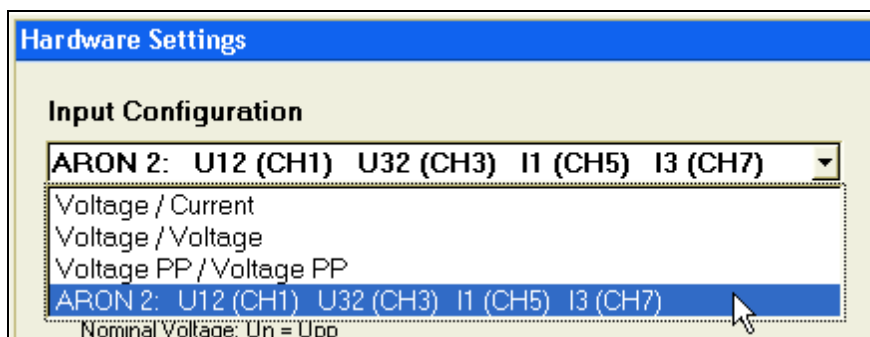 Hardware Settings
Input Configuration
ARON 2: U12 (CH1) U32 (CH3) I1 (CH5) I3 (CH7)
Voltage / Current
Voltage / Voltage
Voltage PP / Voltage PP
ARON 2: U12 (CH1) U32 (CH3) I1 (CH5) I3 (CH7)
Nominal Voltage: Un = Upp